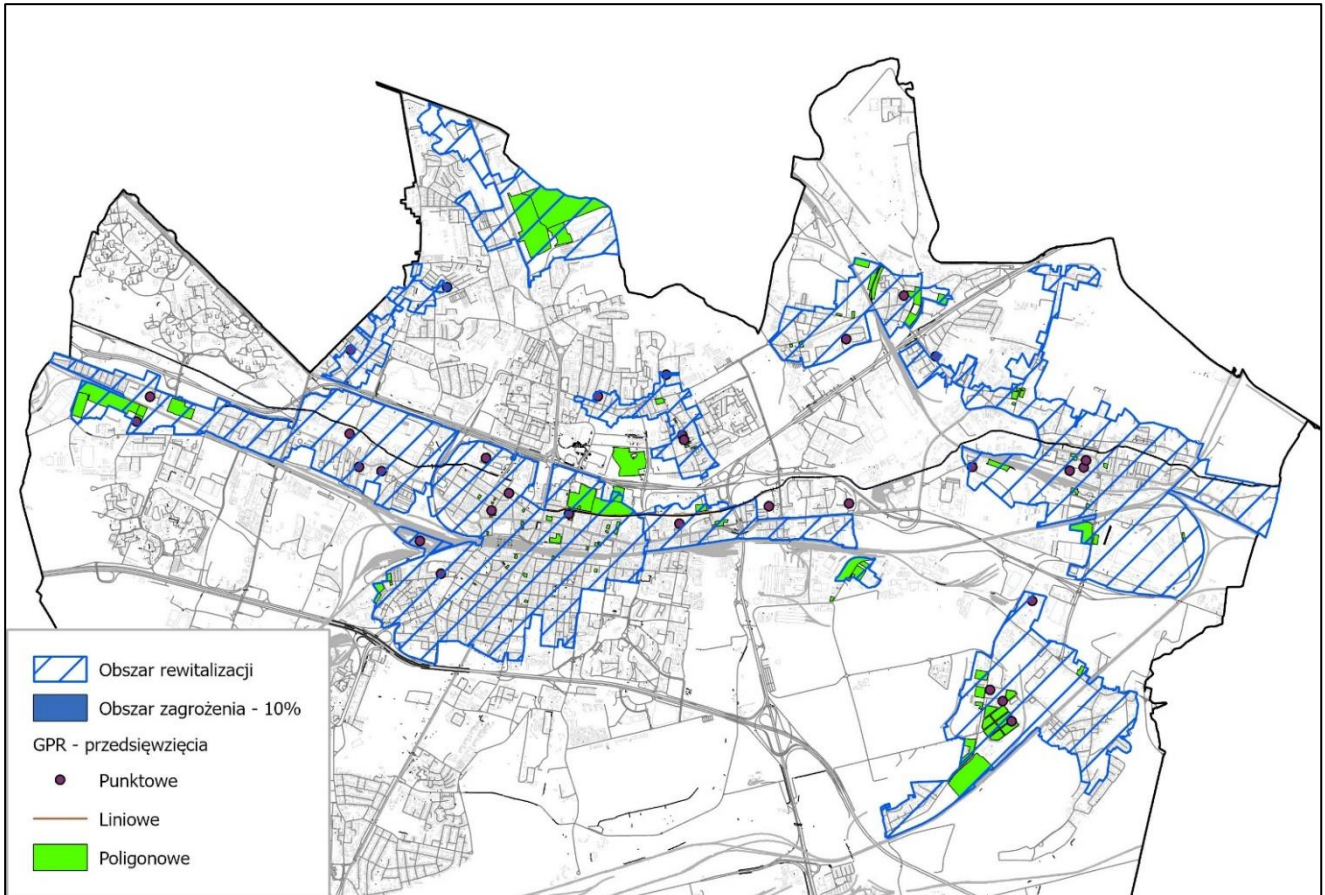 Obszar rewitalizacji
Obszar zagrożenia - 10%
GPR - przedsięwzięcia
Punktowe
Liniowe
Poligonowe